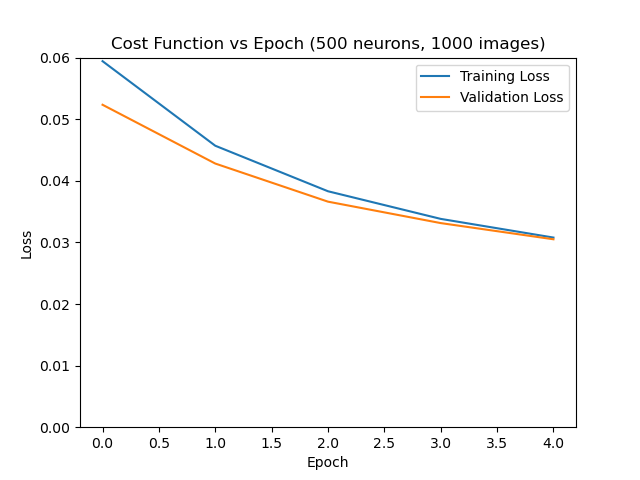 Cost Function vs Epoch (500 neurons, 1000 images)
Training Loss
Validation Loss
0.06
0.05
0.04
0.03
0.02
0.01
0.00
Loss
0.0 0.5 1.0 1.5 2.0 2.5 3.0 3.5 4.0
Epoch